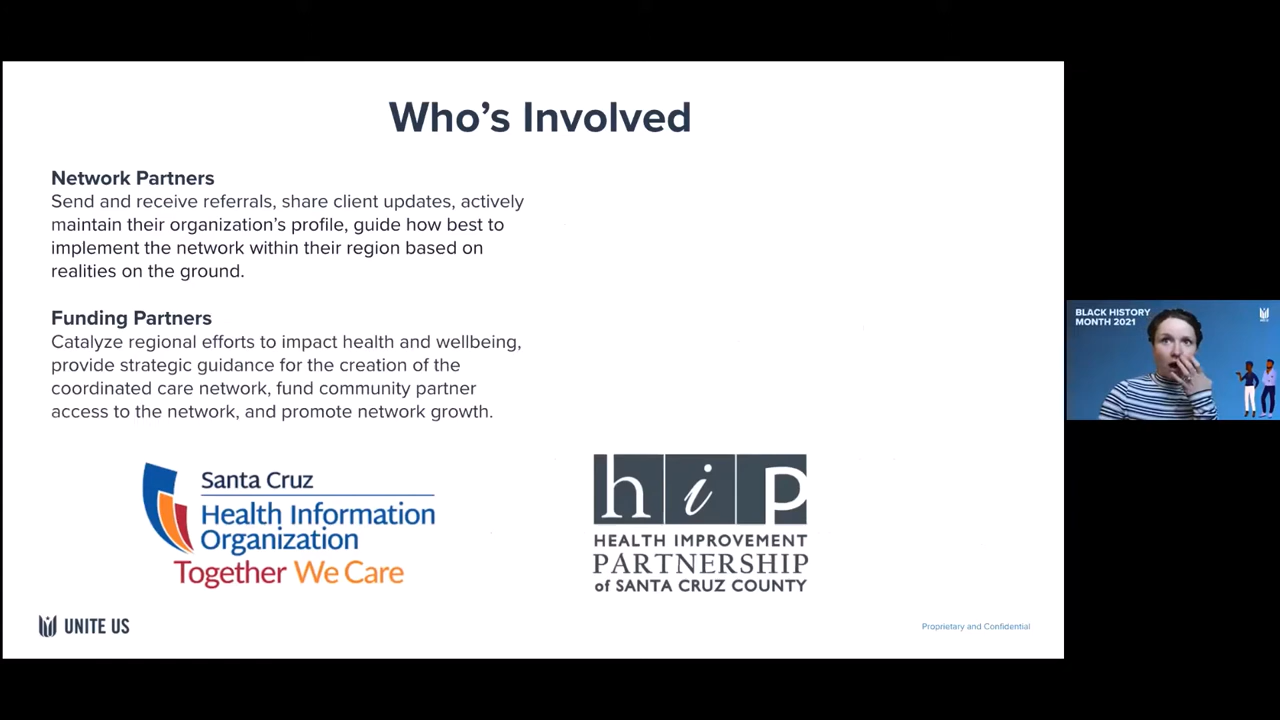 Who's Involved
Network Partners
Send and receive referrals, share client updates, actively
maintain their organization's profile, guide how best to
implement the network within their region based on
realities on the ground.
Funding Partners
Catalyze regional efforts to impact health and wellbeing,
provide strategic guidance for the creation of the
coordinated care network, fund community partner
access to the network, and promote network growth.
Santa Cruz
Health Information
Organization
Together We Care
hip
HEALTH IMPROVEMENT
PARTNERSHIP
of SANTA CRUZ COUNTY
UNITE US
Proprietary and Confidential
BLACK HISTORY
MONTH 2021